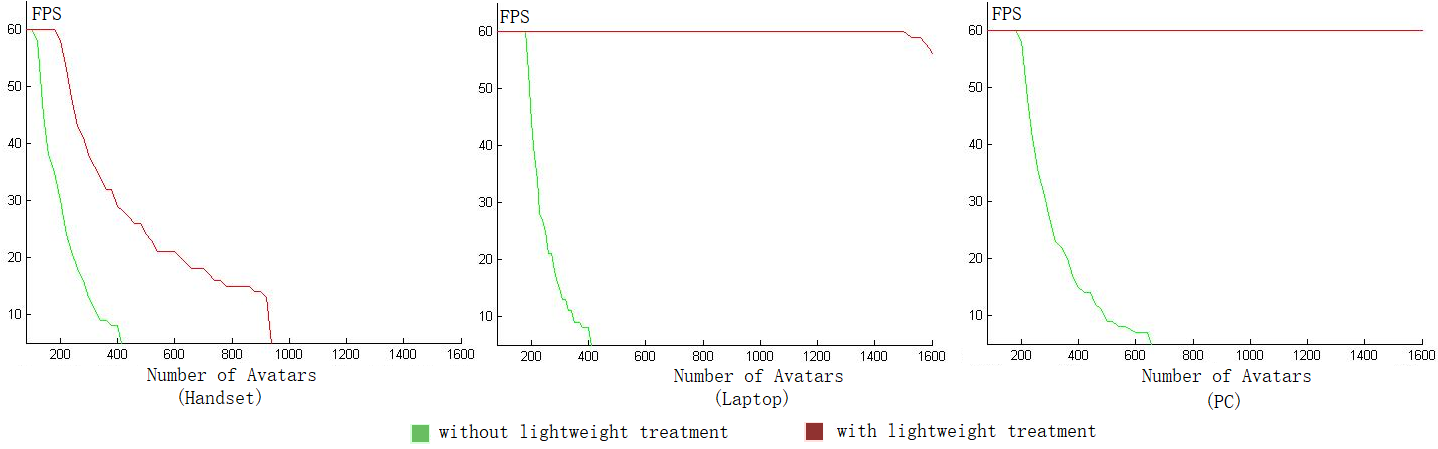 FPS
60
50
40
30
20
10
200 400 600 800 1000 1200 1400 1600
Number of Avatars
(Handset)
FPS
60
50
40
30
20
10
200 400 600 800 1000 1200 1400 1600
Number of Avatars
(Laptop)
FPS
60
50
40
30
20
10
200 400 600 800 1000 1200 1400 1600
Number of Avatars
(PC)
without lightweight treatment
with lightweight treatment